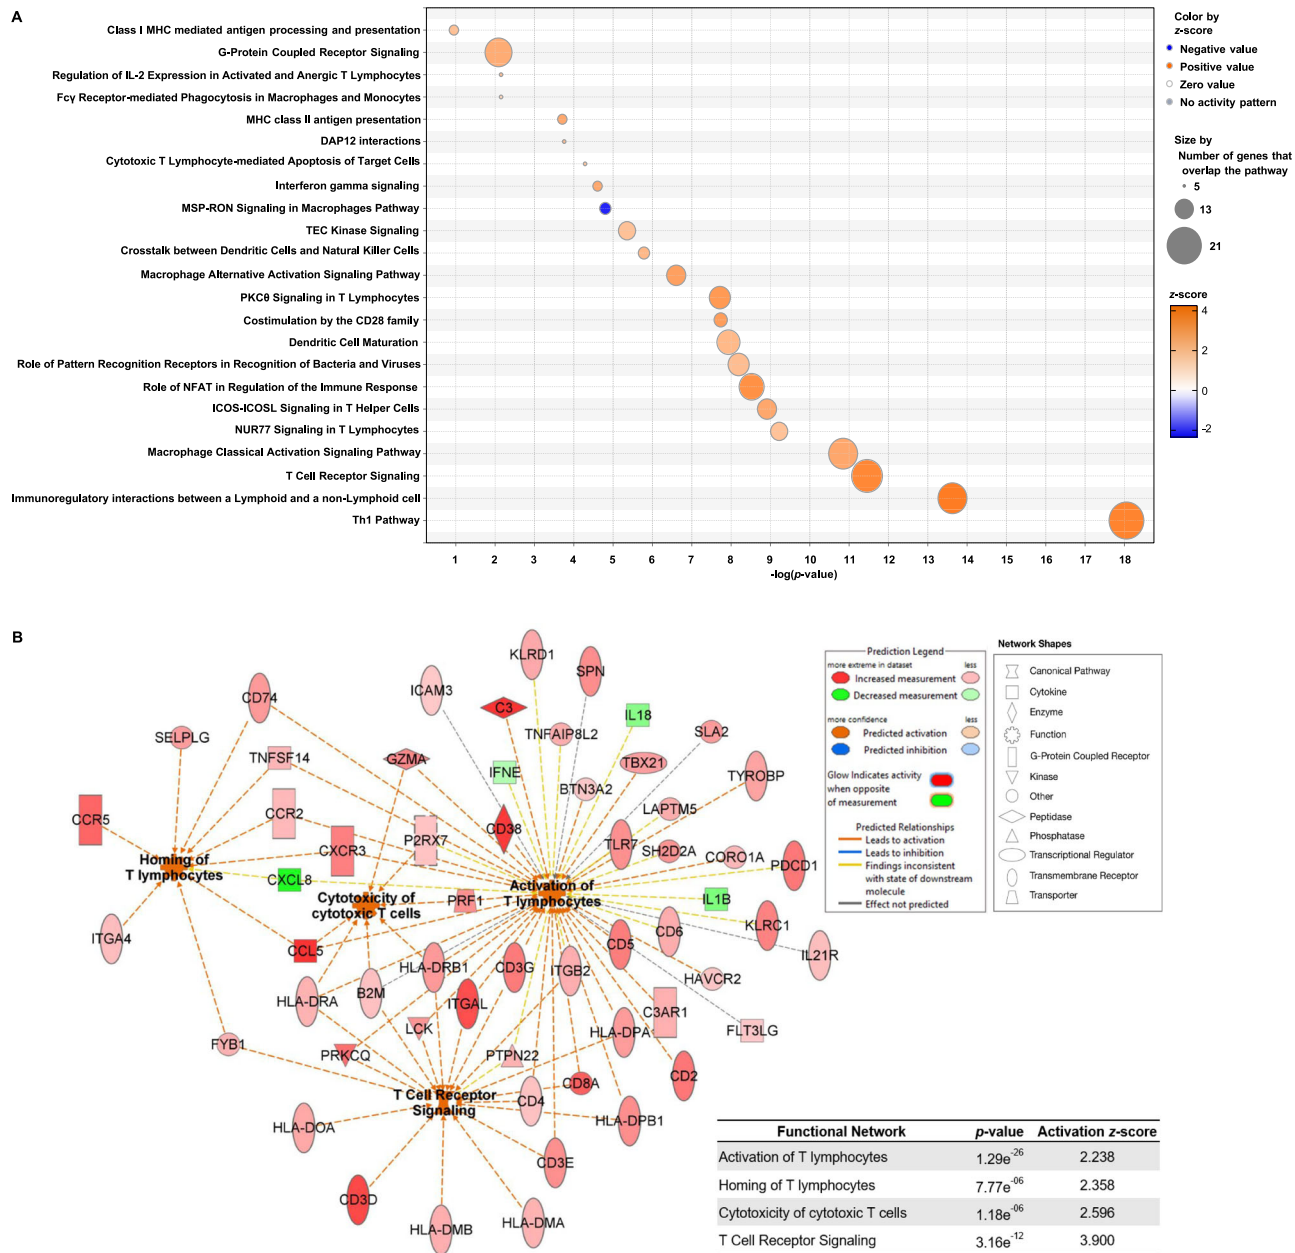 A
Class I MHC mediated antigen processing and presentation
G-Protein Coupled Receptor Signaling
Regulation of IL-2 Expression in Activated and Anergic T Lymphocytes
Fcγ Receptor-mediated Phagocytosis in Macrophages and Monocytes
MHC class II antigen presentation
DAP12 interactions
Cytotoxic T Lymphocyte-mediated Apoptosis of Target Cells
Interferon gamma signaling
MSP-RON Signaling in Macrophages Pathway
TEC Kinase Signaling
Crosstalk between Dendritic Cells and Natural Killer Cells
Macrophage Alternative Activation Signaling Pathway
PKCθ Signaling in T Lymphocytes
Costimulation by the CD28 family
Dendritic Cell Maturation
Role of Pattern Recognition Receptors in Recognition of Bacteria and Viruses
Role of NFAT in Regulation of the Immune Response
ICOS-ICOSL Signaling in T Helper Cells
NUR77 Signaling in T Lymphocytes
Macrophage Classical Activation Signaling Pathway
T Cell Receptor Signaling
Immunoregulatory interactions between a Lymphoid and a non-Lymphoid cell
Th1 Pathway
1 2 3 4 5 6 7 8 9 10 11 12 13 14 15 16 17 18
-log(p-value)
Color by
z-score
Negative value
Positive value
Zero value
No activity pattern
Size by
Number of genes that
overlap the pathway
5
13
21
z-score
4
2
0
-2
B
KLRD1
SPN
ICAM3
CD74
C3
IL18
SELPLG
TNFSF14
GZMA
TNFAIP8L2
SLA2
IFNE
TBX21
TYROBP
BTN3A2
LAPTM5
CCR5
CCR2
CXCR3
P2RX7
CD38
TLR7
SH2D2A
CORO1A
PDCD1
Homing of
T lymphocytes
CXCL8
Cytotoxicity of
cytotoxic T cells
PRF1
Activation of
T lymphocytes
IL1B
KLRC1
ITGA4
CCL5
CD6
CD5
IL21R
HLA-DRB1
CD3G
ITGB2
HAVCR2
HLA-DRA
B2M
ITGAL
C3AR1
FYB1
LCK
HLA-DPA
FLT3LG
PRKCQ
PTPN22
CD8A
CD2
T Cell Receptor
Signaling
CD4
HLA-DOA
HLA-DPB1
CD3E
CD3D
HLA-DMB
HLA-DMA
Prediction Legend
more extreme in dataset less
Increased measurement
Decreased measurement
more confidence less
Predicted activation
Predicted inhibition
Glow Indicates activity
when opposite
of measurement
Predicted Relationships
Leads to activation
Leads to inhibition
Findings inconsistent
with state of downstream
molecule
Effect not predicted
Network Shapes
Canonical Pathway
Cytokine
Enzyme
Function
G-Protein Coupled Receptor
Kinase
Other
Peptidase
Phosphatase
Transcriptional Regulator
Transmembrane Receptor
Transporter
Functional Network p-value Activation z-score
Activation of T lymphocytes 1.29e-26 2.238
Homing of T lymphocytes 7.77e-06 2.358
Cytotoxicity of cytotoxic T cells 1.18e-06 2.596
T Cell Receptor Signaling 3.16e-12 3.900